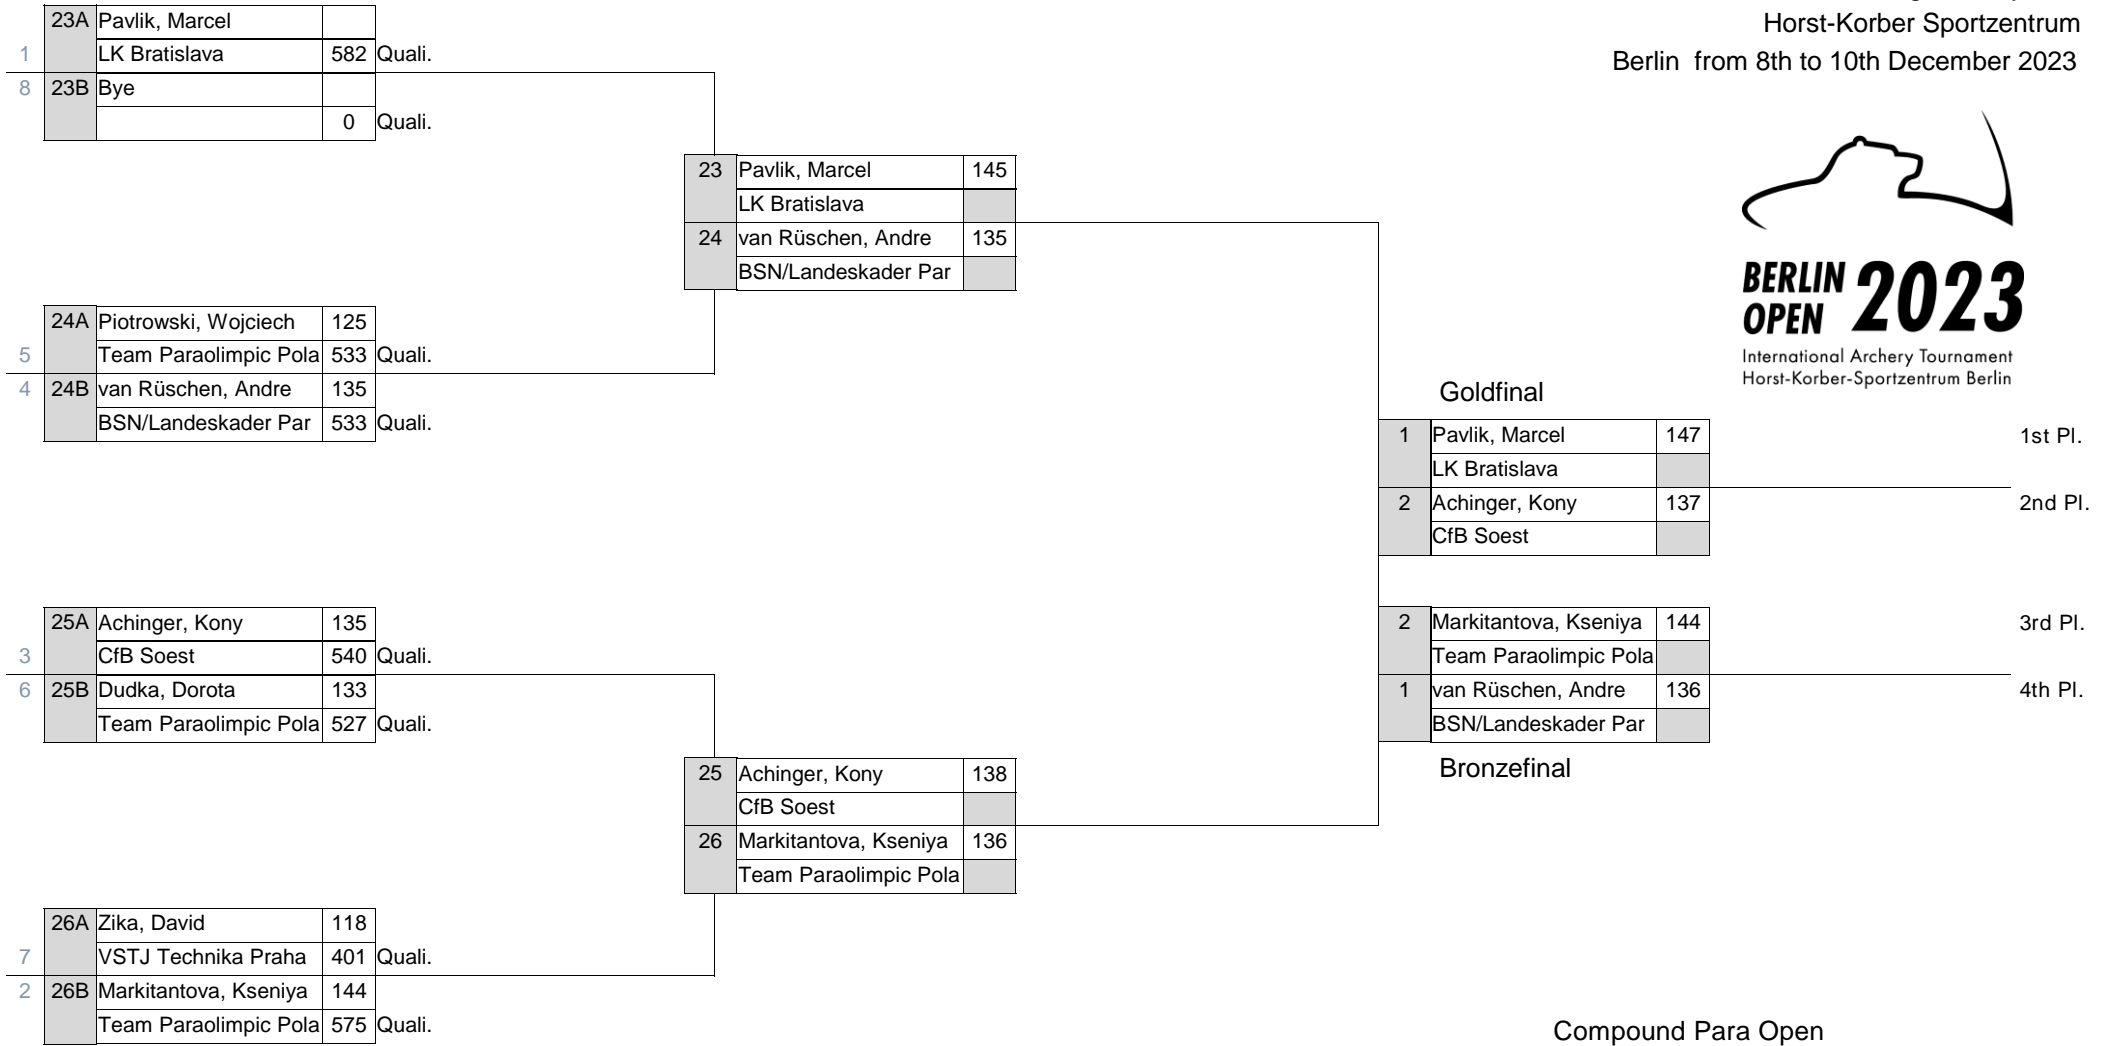 Horst-Korber Sportzentrum
Berlin from 8th to 10th December 2023
23A Pavlik, Marcel
1 LK Bratislava 582 Quali.
8 23B Bye
0 Quali.
24A Piotrowski, Wojciech 125
5 Team Paraolimpic Pola 533 Quali.
4 24B van Rüschen, Andre 135
BSN/Landeskader Par 533 Quali.
25A Achinger, Kony 135
3 CfB Soest 540 Quali.
6 25B Dudka, Dorota 133
Team Paraolimpic Pola 527 Quali.
26A Zika, David 118
7 VSTJ Technika Praha 401 Quali.
2 26B Markitantova, Kseniya 144
Team Paraolimpic Pola 575 Quali.
23 Pavlik, Marcel 145
LK Bratislava
24 van Rüschen, Andre 135
BSN/Landeskader Par
25 Achinger, Kony 138
CfB Soest
26 Markitantova, Kseniya 136
Team Paraolimpic Pola
BERLIN
OPEN 2023
International Archery Tournament
Horst-Korber-Sportzentrum Berlin
Goldfinal
1 Pavlik, Marcel 147 1st Pl.
LK Bratislava
2 Achinger, Kony 137 2nd Pl.
CfB Soest
2 Markitantova, Kseniya 144 3rd Pl.
Team Paraolimpic Pola
1 van Rüschen, Andre 136 4th Pl.
BSN/Landeskader Par
Bronzefinal
Compound Para Open